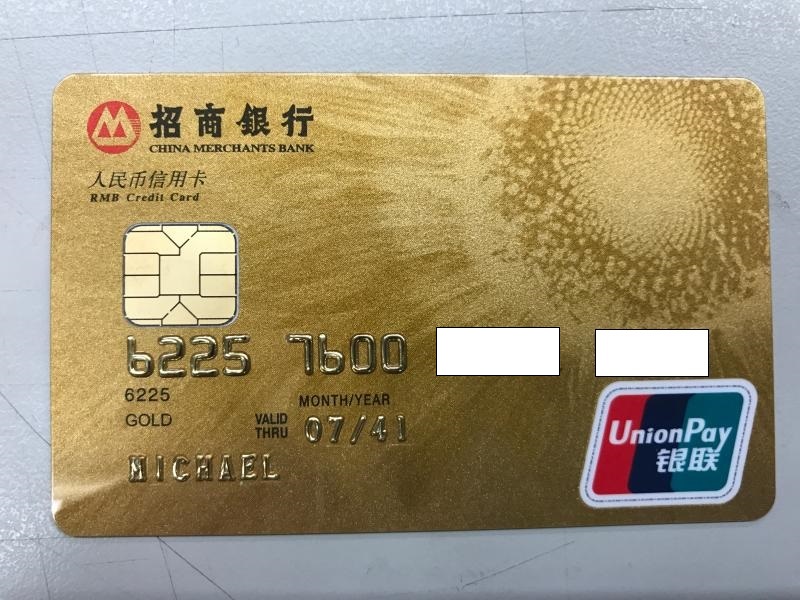 招商銀行
CHINA MERCHANTS BANK
人民币信用卡
RMB Credit Card
6225 7600
6225
MONTH/YEAR
GOLD
VALID THRU 07/41
MICHAEL
UnionPay
银联